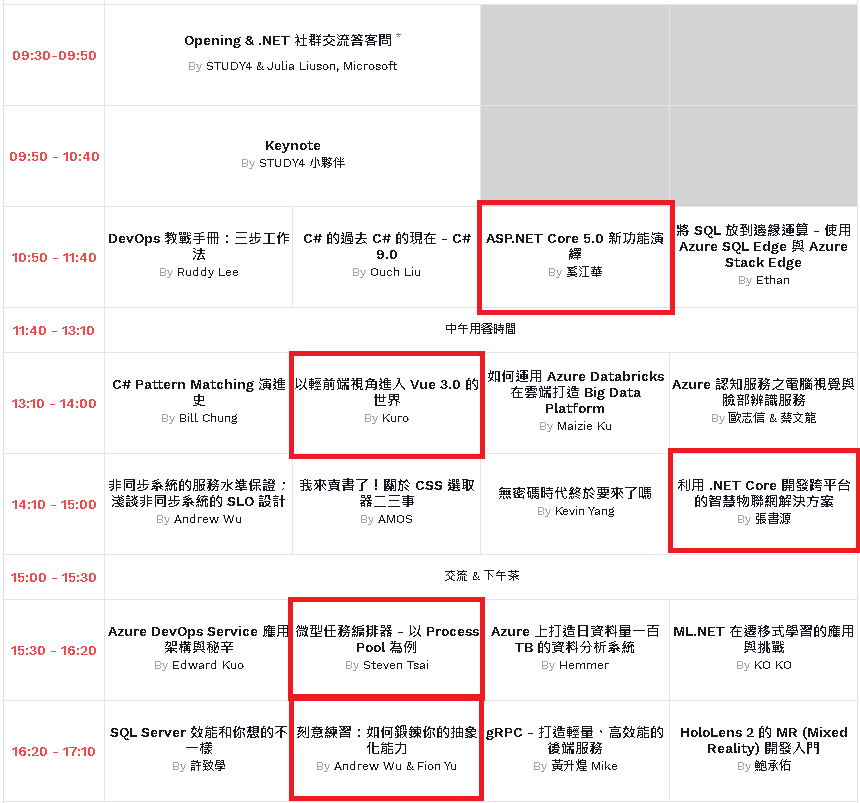 09:30-09:50
Opening & .NET 社群交流答客問 *
By STUDY4 & Julia Liuson, Microsoft
09:50 - 10:40
Keynote
By STUDY4 小夥伴
10:50 - 11:40
DevOps 教戰手冊：三步工作
法
By Ruddy Lee
C# 的過去 C# 的現在 - C#
9.0
By Ouch Liu
ASP.NET Core 5.0 新功能演
繹
By 奚江華
將 SQL 放到邊緣運算 - 使用
Azure SQL Edge 與 Azure
Stack Edge
By Ethan
11:40 - 13:10
中午用餐時間
13:10 - 14:00
C# Pattern Matching 演進
史
By Bill Chung
以輕前端視角進入 Vue 3.0 的
世界
By Kuro
如何運用 Azure Databricks
在雲端打造 Big Data
Platform
By Maizie Ku
Azure 認知服務之電腦視覺與
臉部辨識服務
By 歐志信 & 蔡文龍
14:10 - 15:00
非同步系統的服務水準保證；
淺談非同步系統的 SLO 設計
By Andrew Wu
我來賣書了！關於 CSS 選取
器二三事
By AMOS
無密碼時代終於要來了嗎
By Kevin Yang
利用 .NET Core 開發跨平台
的智慧物聯網解決方案
By 張書源
15:00 - 15:30
交流 & 下午茶
15:30 - 16:20
Azure DevOps Service 應用
架構與秘辛
By Edward Kuo
微型任務編排器 - 以 Process
Pool 為例
By Steven Tsai
Azure 上打造日資料量一百
TB 的資料分析系統
By Hemmer
ML.NET 在遷移式學習的應用
與挑戰
By KO KO
16:20 - 17:10
SQL Server 效能和你想的不
一樣
By 許致學
刻意練習：如何鍛鍊你的抽象
化能力
By Andrew Wu & Fion Yu
gRPC - 打造輕量、高效能的
後端服務
By 黃升煌 Mike
HoloLens 2 的 MR (Mixed
Reality) 開發入門
By 鮑承佑